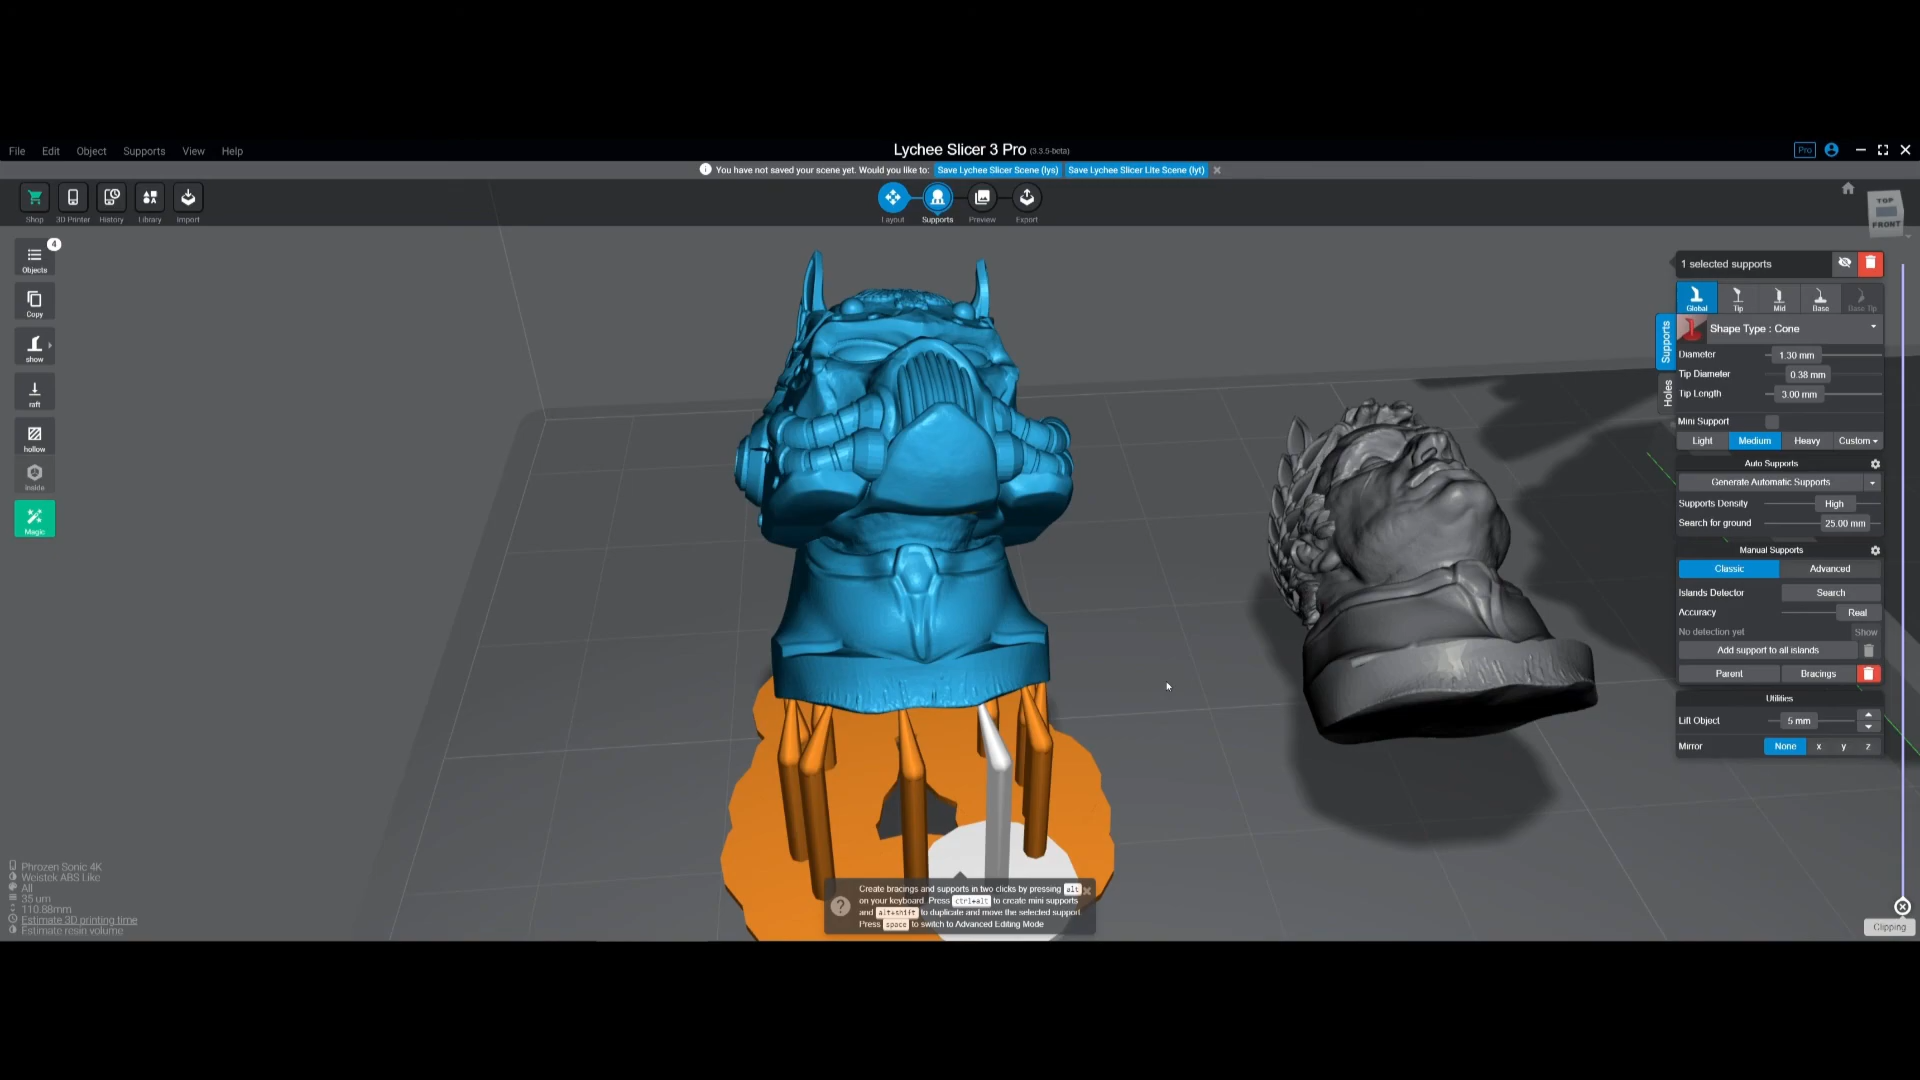 File Edit Object Supports View Help
Lychee Slicer 3 Pro (3.3.5-beta)
Pro
You have not saved your scene yet. Would you like to: Save Lychee Slicer Scene (lys) Save Lychee Slicer Lite Scene (lyt)
Shop 3D Printer History Library Import
Layout Supports Preview Export
TOP
FRONT
4
Objects
Copy
show
raft
hollow
inside
Magic
1 selected supports
Global Tip Mid Base Base Tip
Supports
Holes
Shape Type : Cone
Diameter 1.30 mm
Tip Diameter 0.38 mm
Tip Length 3.00 mm
Mini Support
Light Medium Heavy Custom
Auto Supports
Generate Automatic Supports
Supports Density High
Search for ground 25.00 mm
Manual Supports
Classic Advanced
Islands Detector Search
Accuracy Real
No detection yet Show
Add support to all islands
Parent Bracings
Utilities
Lift Object 5 mm
Mirror None x y z
Phrozen Sonic 4K
Weistek ABS Like
All
35 um
110.88mm
Estimate 3D printing time
Estimate resin volume
Create bracings and supports in two clicks by pressing alt
on your keyboard. Press ctrl+alt to create mini supports
and alt+shift to duplicate and move the selected support.
Press space to switch to Advanced Editing Mode
Clipping